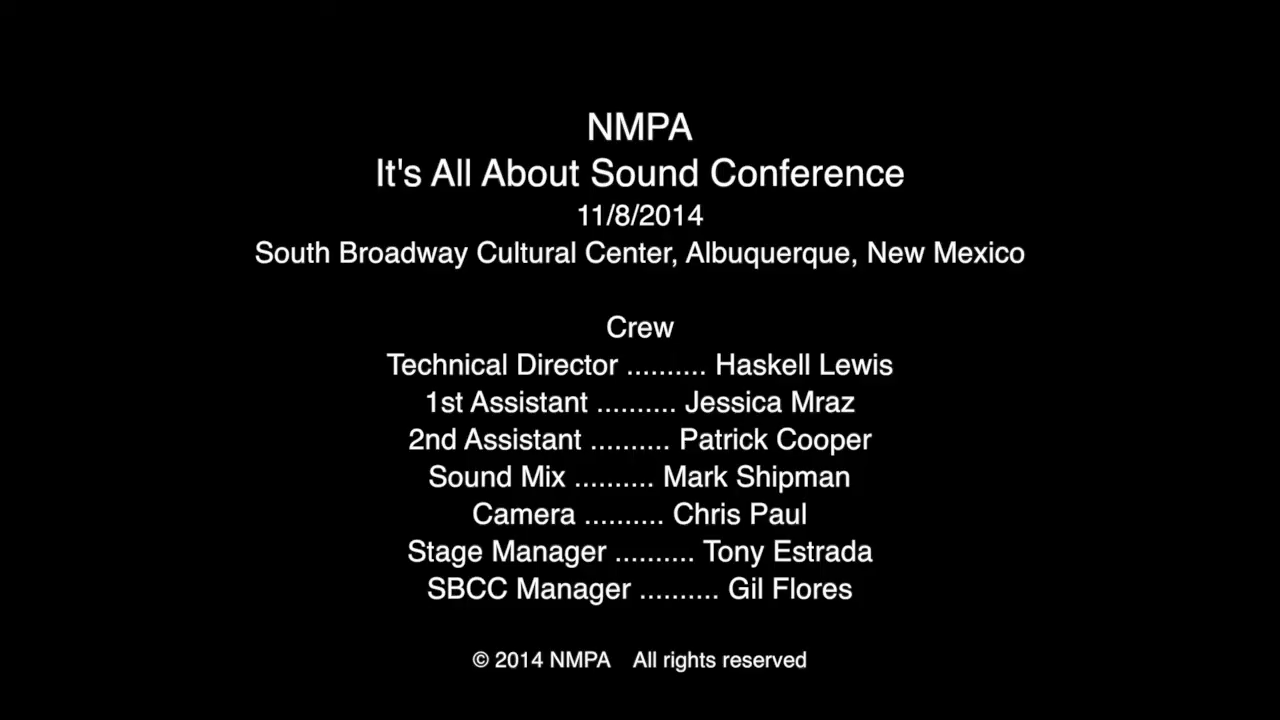 NMPA
It's All About Sound Conference
11/8/2014
South Broadway Cultural Center, Albuquerque, New Mexico
Crew
Technical Director .......... Haskell Lewis
1st Assistant .......... Jessica Mraz
2nd Assistant .......... Patrick Cooper
Sound Mix .......... Mark Shipman
Camera .......... Chris Paul
Stage Manager .......... Tony Estrada
SBCC Manager .......... Gil Flores
© 2014 NMPA All rights reserved